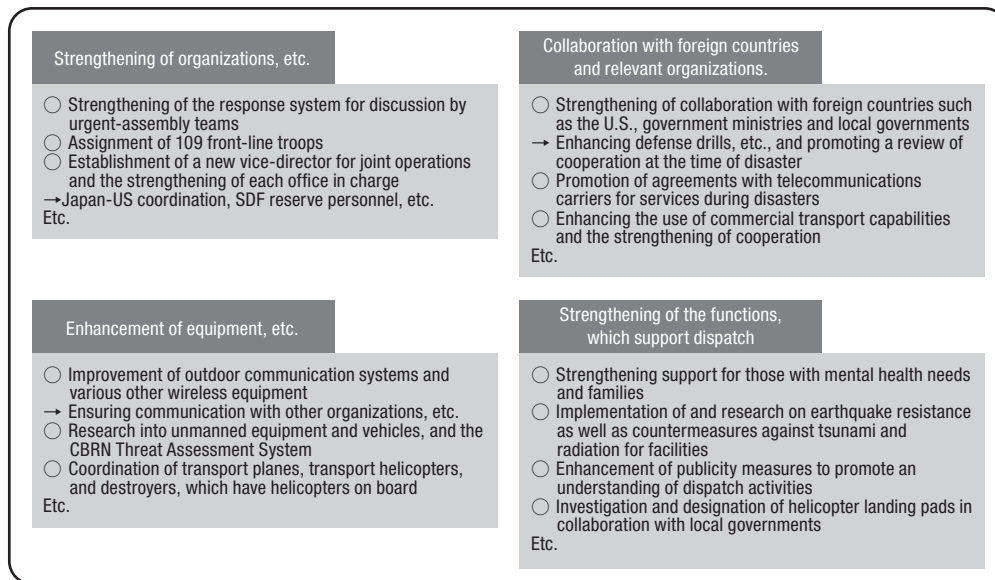 Strengthening of organizations, etc.
○ Strengthening of the response system for discussion by
urgent-assembly teams
○ Assignment of 109 front-line troops
○ Establishment of a new vice-director for joint operations
and the strengthening of each office in charge
→Japan-US coordination, SDF reserve personnel, etc.
Etc.
Collaboration with foreign countries
and relevant organizations.
○ Strengthening of collaboration with foreign countries such
as the U.S., government ministries and local governments
→ Enhancing defense drills, etc., and promoting a review of
cooperation at the time of disaster
○ Promotion of agreements with telecommunications
carriers for services during disasters
○ Enhancing the use of commercial transport capabilities
and the strengthening of cooperation
Etc.
Enhancement of equipment, etc.
○ Improvement of outdoor communication systems and
various other wireless equipment
→ Ensuring communication with other organizations, etc.
○ Research into unmanned equipment and vehicles, and the
CBRN Threat Assessment System
○ Coordination of transport planes, transport helicopters,
and destroyers, which have helicopters on board
Etc.
Strengthening of the functions,
which support dispatch
○ Strengthening support for those with mental health needs
and families
○ Implementation of and research on earthquake resistance
as well as countermeasures against tsunami and
radiation for facilities
○ Enhancement of publicity measures to promote an
understanding of dispatch activities
○ Investigation and designation of helicopter landing pads in
collaboration with local governments
Etc.